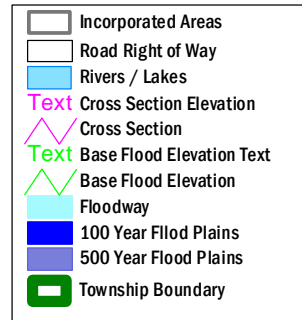 Incorporated Areas
Road Right of Way
Rivers / Lakes
Text Cross Section Elevation
Cross Section
Text Base Flood Elevation Text
Base Flood Elevation
Floodway
100 Year Fllod Plains
500 Year Flood Plains
Township Boundary